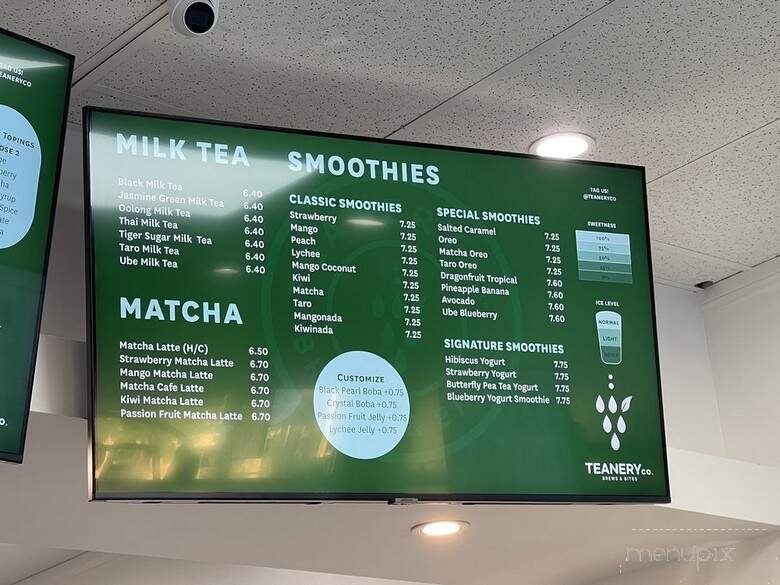 TAG US!
@TEANERYCO
TOPINGS
MILK TEA
Black Milk Tea 6.40
Jasmine Green Milk Tea 6.40
Oolong Milk Tea 6.40
Thai Milk Tea 6.40
Tiger Sugar Milk Tea 6.40
Taro Milk Tea 6.40
Ube Milk Tea 6.40
MATCHA
Matcha Latte (H/C) 6.50
Strawberry Matcha Latte 6.70
Mango Matcha Latte 6.70
Matcha Cafe Latte 6.70
Kiwi Matcha Latte 6.70
Passion Fruit Matcha Latte 6.70
SMOOTHIES
CLASSIC SMOOTHIES
Strawberry 7.25
Mango 7.25
Peach 7.25
Lychee 7.25
Mango Coconut 7.25
Kiwi 7.25
Matcha 7.25
Taro 7.25
Mangonada 7.25
Kiwinada 7.25
CUSTOMIZE
Black Pearl Boba +0.75
Crystal Boba +0.75
Passion Fruit Jelly +0.75
Lychee Jelly +0.75
SPECIAL SMOOTHIES
Salted Caramel 7.25
Oreo 7.25
Matcha Oreo 7.25
Taro Oreo 7.25
Dragonfruit Tropical 7.60
Pineapple Banana 7.60
Avocado 7.60
Ube Blueberry 7.60
SIGNATURE SMOOTHIES
Hibiscus Yogurt 7.75
Strawberry Yogurt 7.75
Butterfly Pea Tea Yogurt 7.75
Blueberry Yogurt Smoothie 7.75
SWEETNESS
100%
75%
50%
25%
ICE LEVEL
NORMAL
LIGHT
TEANERY CO.
BREWS & BITES
menupix